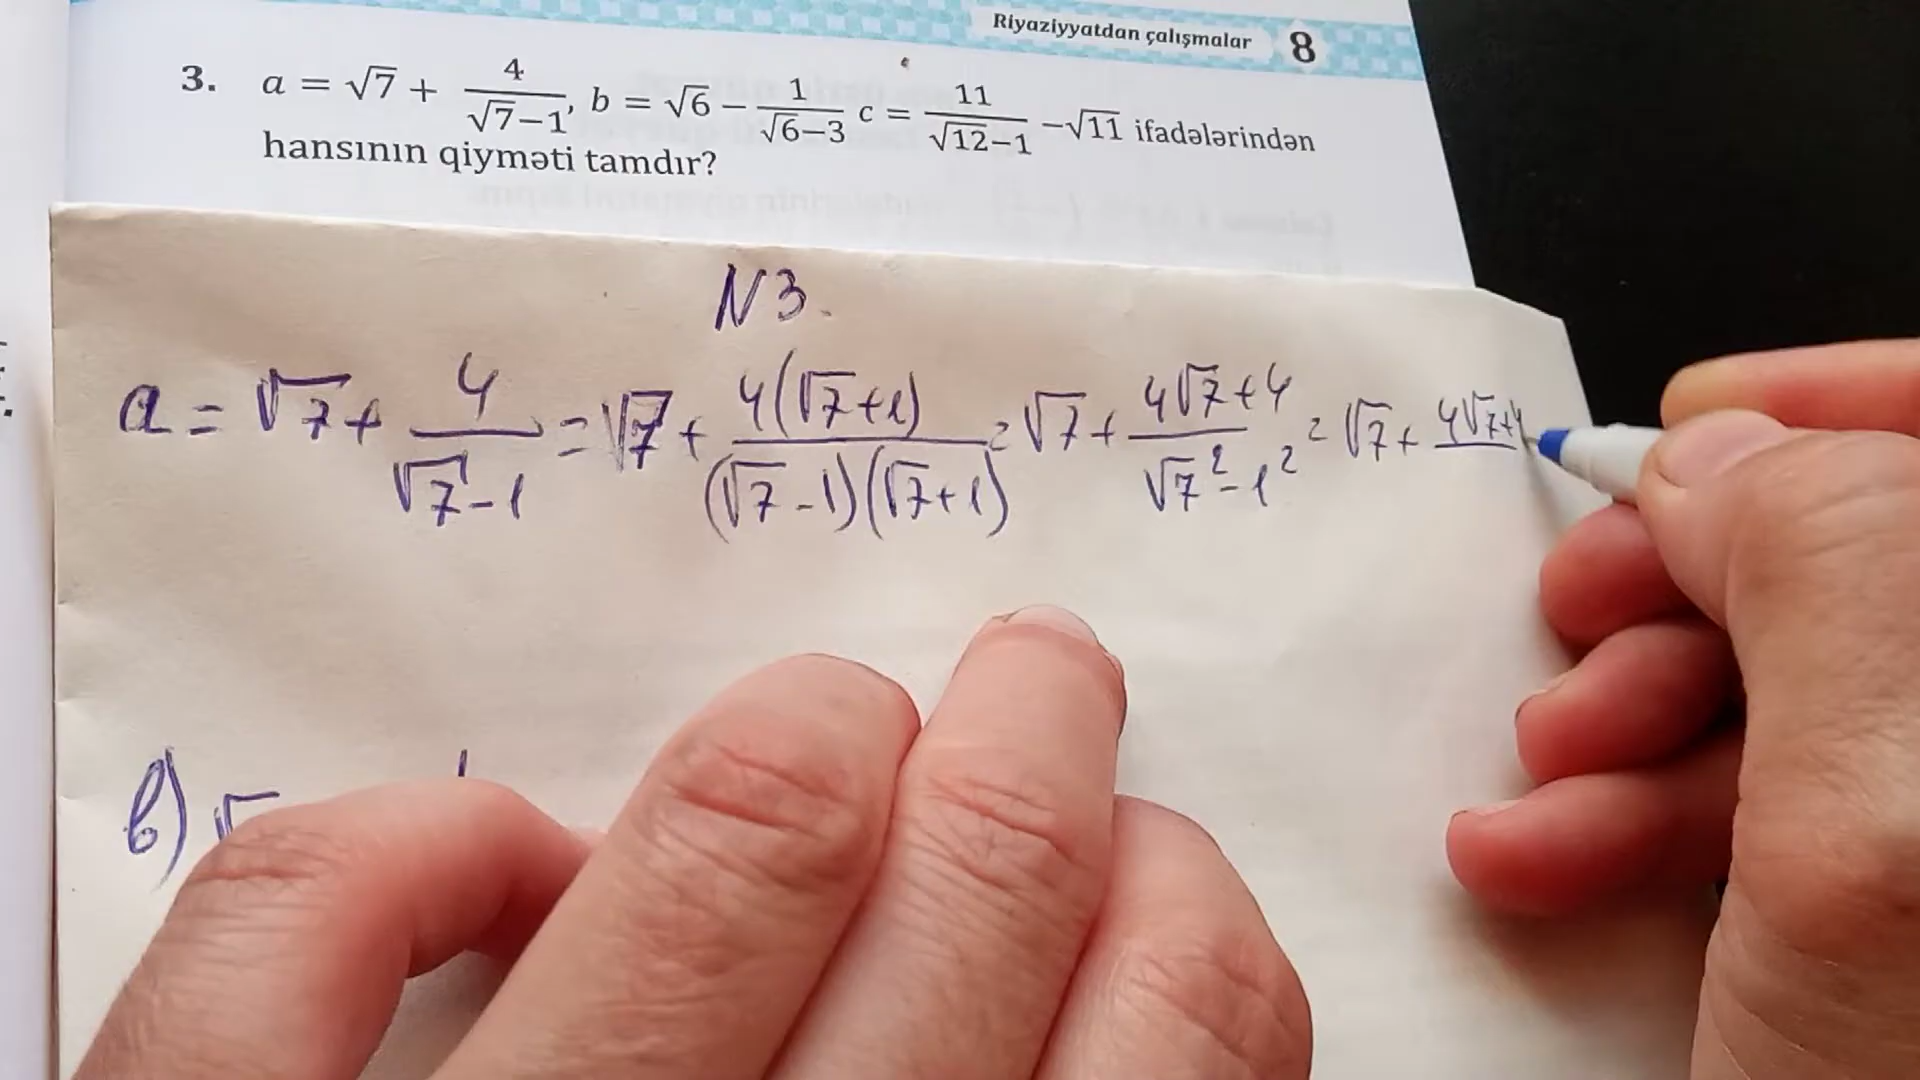 Riyaziyyatdan çalışmalar 8
3. a = √7 + 4/(√7−1), b = √6 − 1/(√6−3) c = 11/(√12−1) −√11 ifadələrindən
hansının qiyməti tamdır?
N3.
a = √7 + 4/(√7-1) = √7 + 4(√7+1)/((√7-1)(√7+1)) = √7 + (4√7+4)/(√7²-1²) = √7 + 4√7+4
в) √